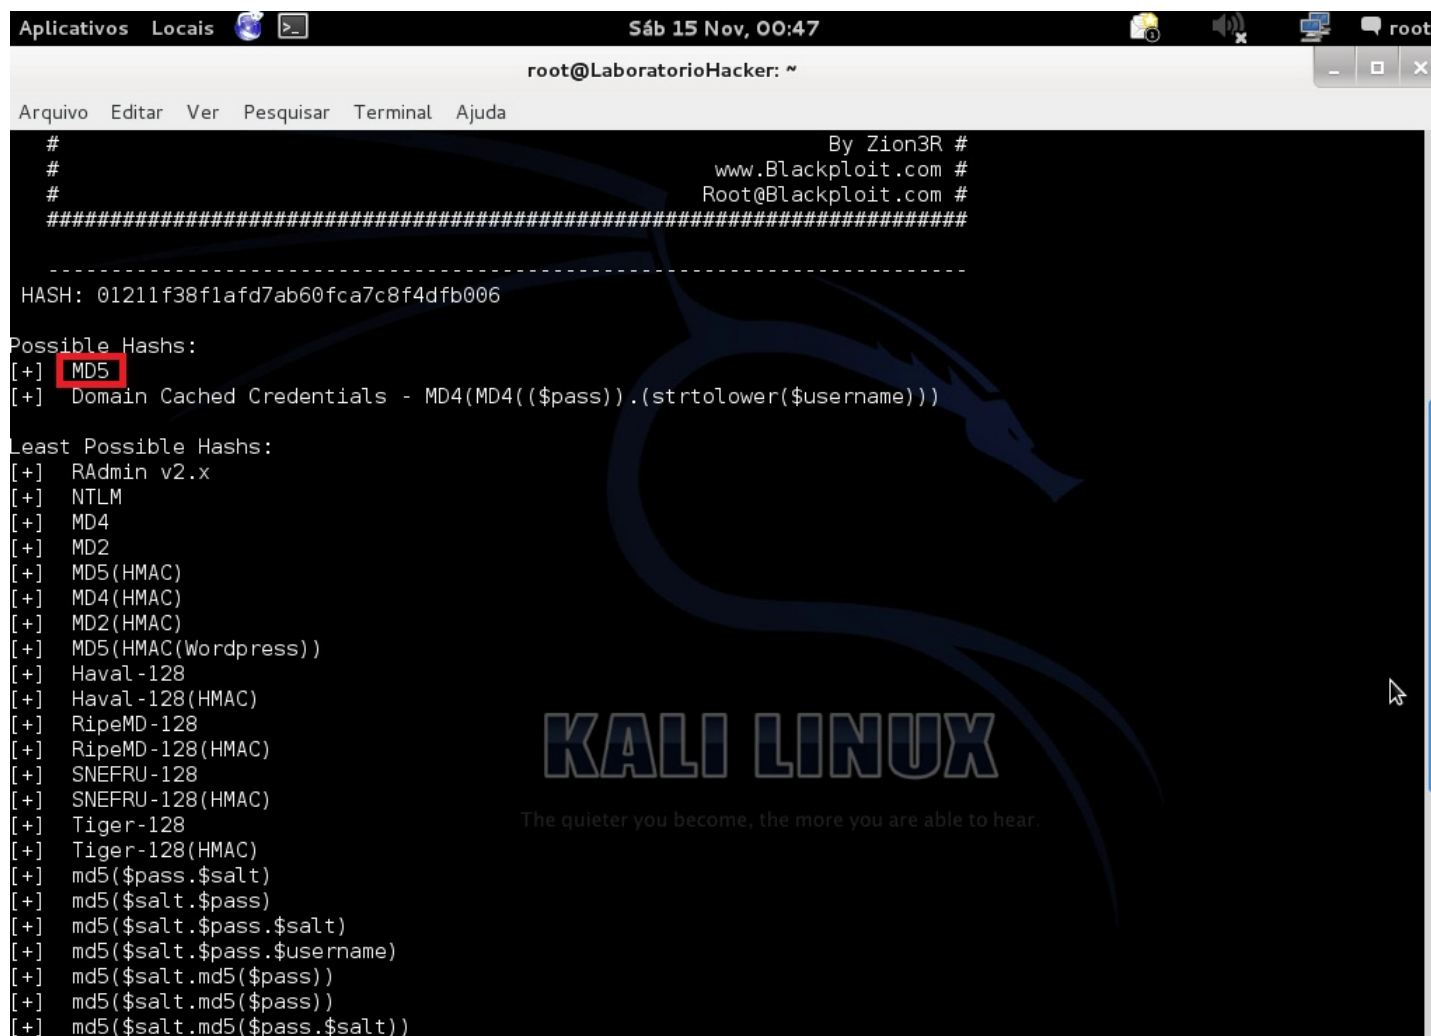 Aplicativos Locais Sáb 15 Nov, 00:47 1 root
root@LaboratorioHacker: ~
Arquivo Editar Ver Pesquisar Terminal Ajuda
# By Zion3R #
# www.Blackploit.com #
# Root@Blackploit.com #
#########################################################################
-------------------------------------------------------------------------
HASH: 01211f38f1afd7ab60fca7c8f4dfb006
Possible Hashs:
[+] MD5
[+] Domain Cached Credentials - MD4(MD4(($pass)).(strtolower($username)))
Least Possible Hashs:
[+] RAdmin v2.x
[+] NTLM
[+] MD4
[+] MD2
[+] MD5(HMAC)
[+] MD4(HMAC)
[+] MD2(HMAC)
[+] MD5(HMAC(Wordpress))
[+] Haval-128
[+] Haval-128(HMAC)
[+] RipeMD-128
[+] RipeMD-128(HMAC)
[+] SNEFRU-128
[+] SNEFRU-128(HMAC)
[+] Tiger-128
[+] Tiger-128(HMAC)
[+] md5($pass.$salt)
[+] md5($salt.$pass)
[+] md5($salt.$pass.$salt)
[+] md5($salt.$pass.$username)
[+] md5($salt.md5($pass))
[+] md5($salt.md5($pass))
[+] md5($salt.md5($pass.$salt))
KALI LINUX
The quieter you become, the more you are able to hear.